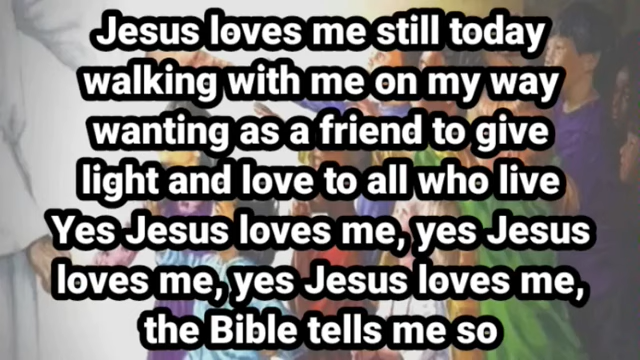 Jesus loves me still today
walking with me on my way
wanting as a friend to give
light and love to all who live
Yes Jesus loves me, yes Jesus
loves me, yes Jesus loves me,
the Bible tells me so